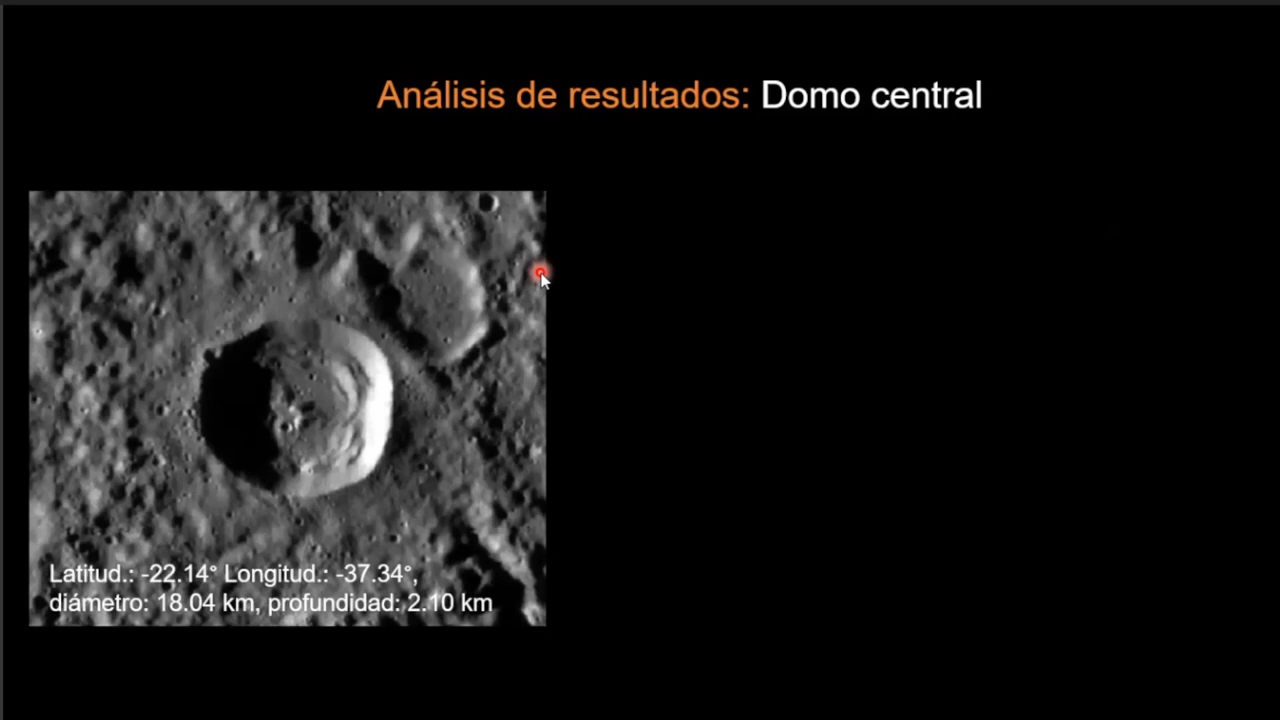 Análisis de resultados: Domo central
Latitud.: -22.14° Longitud.: -37.34°,
diámetro: 18.04 km, profundidad: 2.10 km